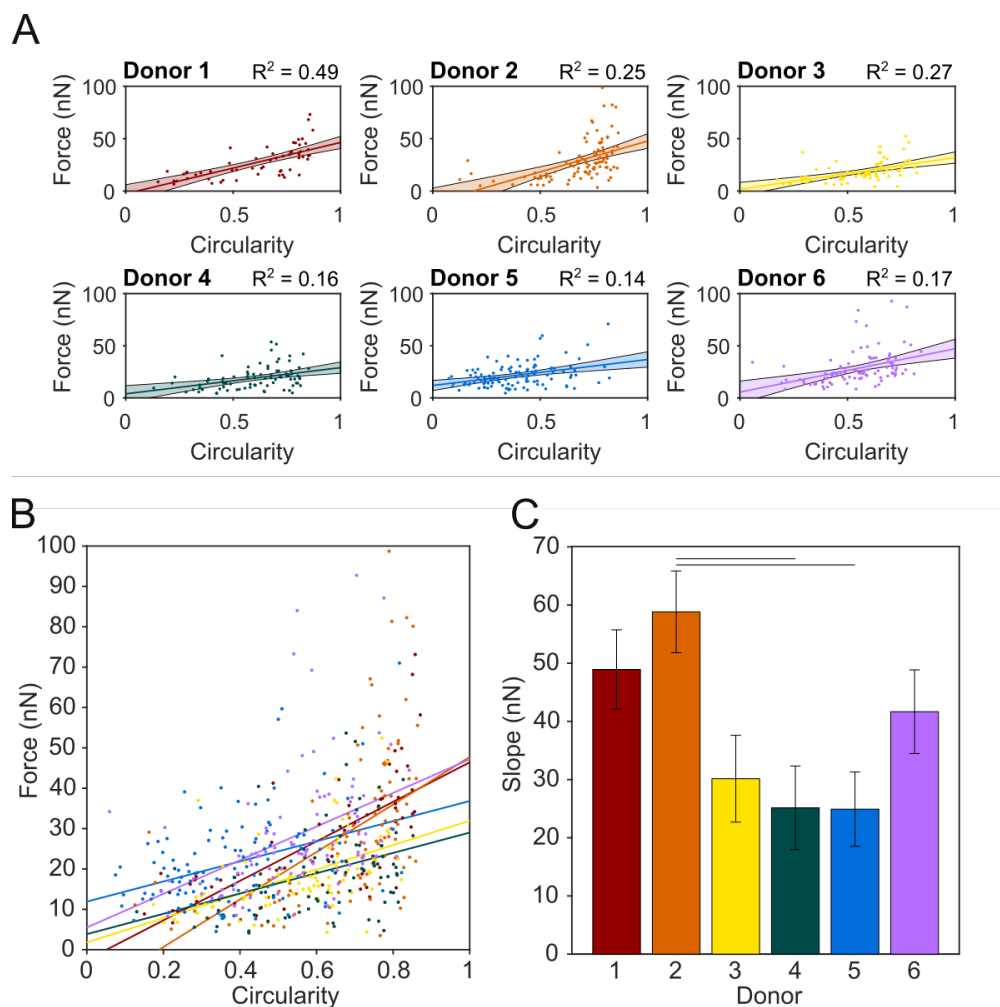 A
Donor 1 R² = 0.49 Donor 2 R² = 0.25 Donor 3 R² = 0.27
100 100 100
Force (nN) Force (nN) Force (nN)
50 50 50
0 0 0
0 0.5 1 0 0.5 1 0 0.5 1
Circularity Circularity Circularity
Donor 4 R² = 0.16 Donor 5 R² = 0.14 Donor 6 R² = 0.17
100 100 100
Force (nN) Force (nN) Force (nN)
50 50 50
0 0 0
0 0.5 1 0 0.5 1 0 0.5 1
Circularity Circularity Circularity
B
100
90
80
70
60
50
40
30
20
10
0
Force (nN)
0 0.2 0.4 0.6 0.8 1
Circularity
C
70
60
50
40
30
20
10
0
Slope (nN)
1 2 3 4 5 6
Donor